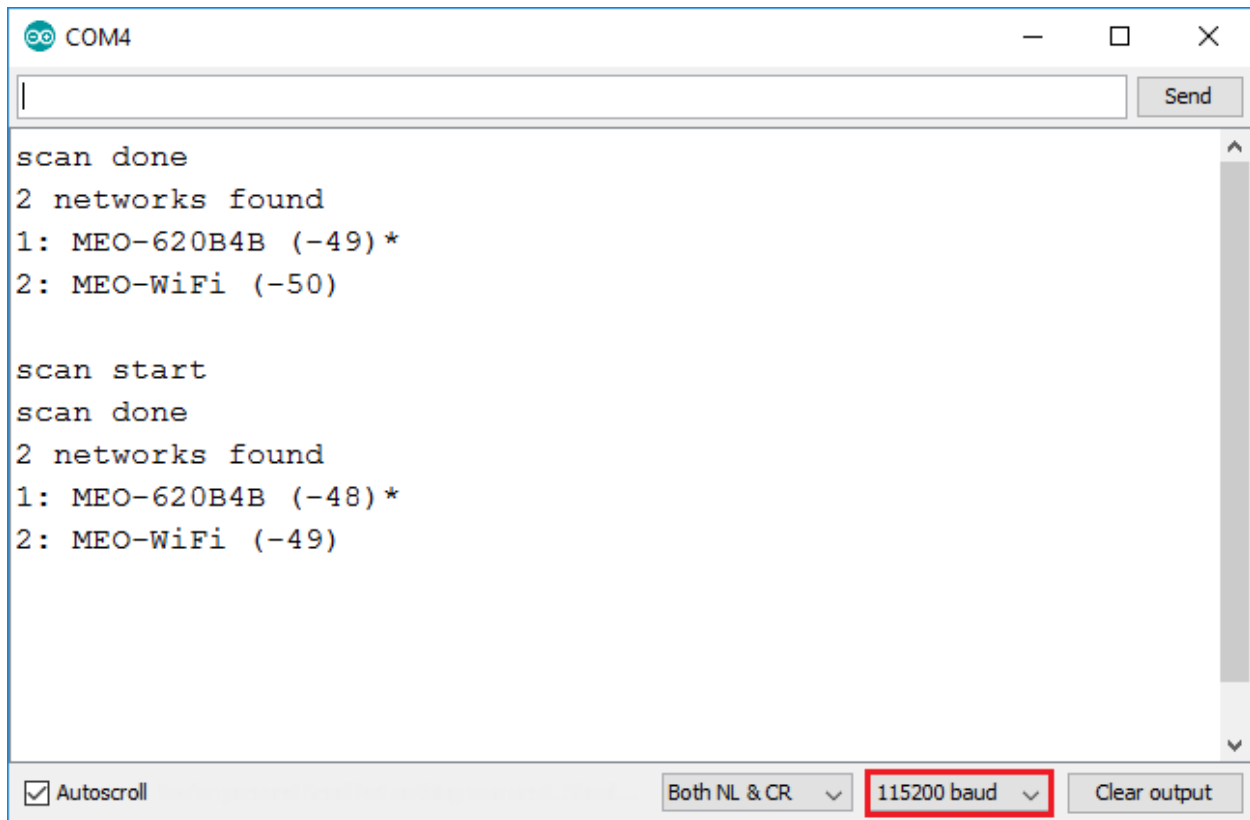 COM4
Send
scan done
2 networks found
1: MEO-620B4B (-49)*
2: MEO-WiFi (-50)
scan start
scan done
2 networks found
1: MEO-620B4B (-48)*
2: MEO-WiFi (-49)
Autoscroll
Both NL & CR
115200 baud
Clear output